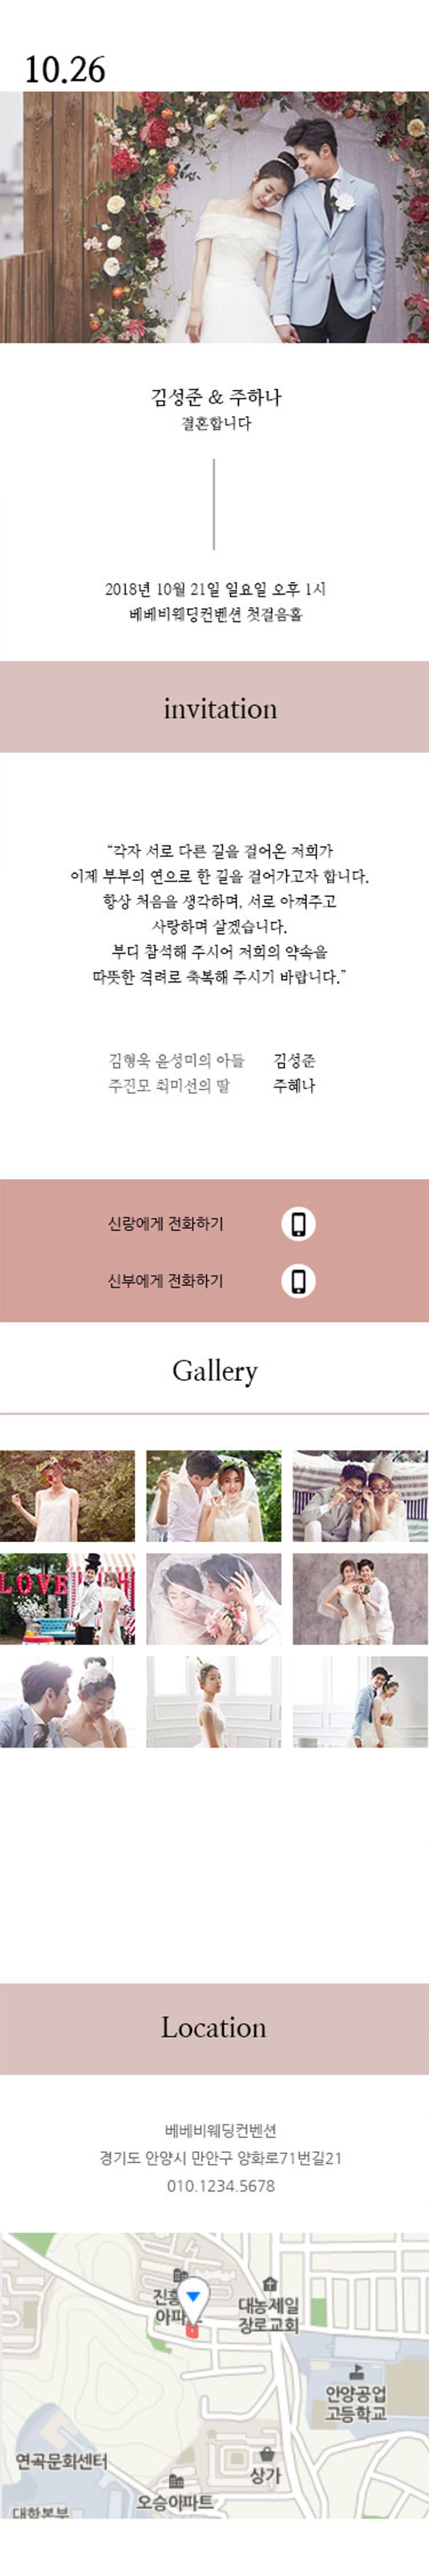 10.26
김성준 & 주하나
결혼합니다
2018년 10월 21일 일요일 오후 1시
베베비웨딩컨벤션 첫걸음홀
invitation
“각자 서로 다른 길을 걸어온 저희가
이제 부부의 연으로 한 길을 걸어가고자 합니다.
항상 처음을 생각하며, 서로 아껴주고
사랑하며 살겠습니다.
부디 참석해 주시어 저희의 약속을
따뜻한 격려로 축복해 주시기 바랍니다.”
김형욱 윤성미의 아들 김성준
주진모 최미선의 딸 주혜나
신랑에게 전화하기
신부에게 전화하기
Gallery
LOVE
Location
베베비웨딩컨벤션
경기도 안양시 만안구 양화로71번길21
010.1234.5678
진흥
아파트
대농제일
장로교회
안양공업
고등학교
연곡문화센터
상가
오승아파트
대학본부